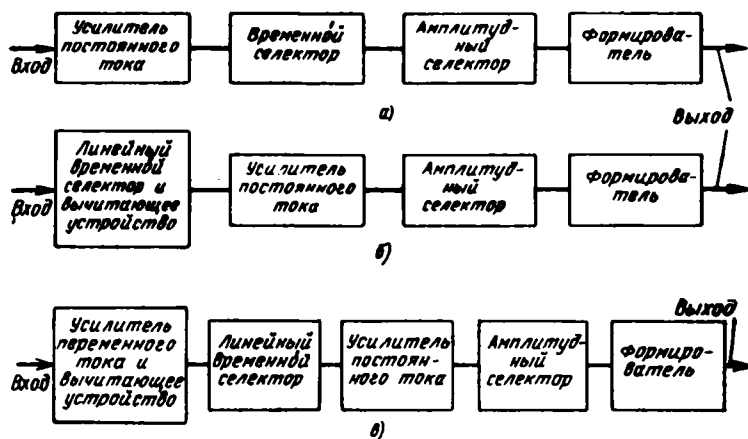 Вход
Усилитель
постоянного
тока
Временной
селектор
Амплитуд-
ный
селектор
Формирова-
тель
а)
Выход
Вход
Линейный
временной
селектор и
вычитающее
устройство
Усилитель
постоянного
тока
Амплитуд-
ный
селектор
Формирова-
тель
б)
Вход
Усилитель
переменного
тока и
вычитающее
устройство
Линейный
временной
селектор
Усилитель
постоян-
ного тока
Амплитуд-
ный
селектор
Формиро-
ватель
Выход
в)